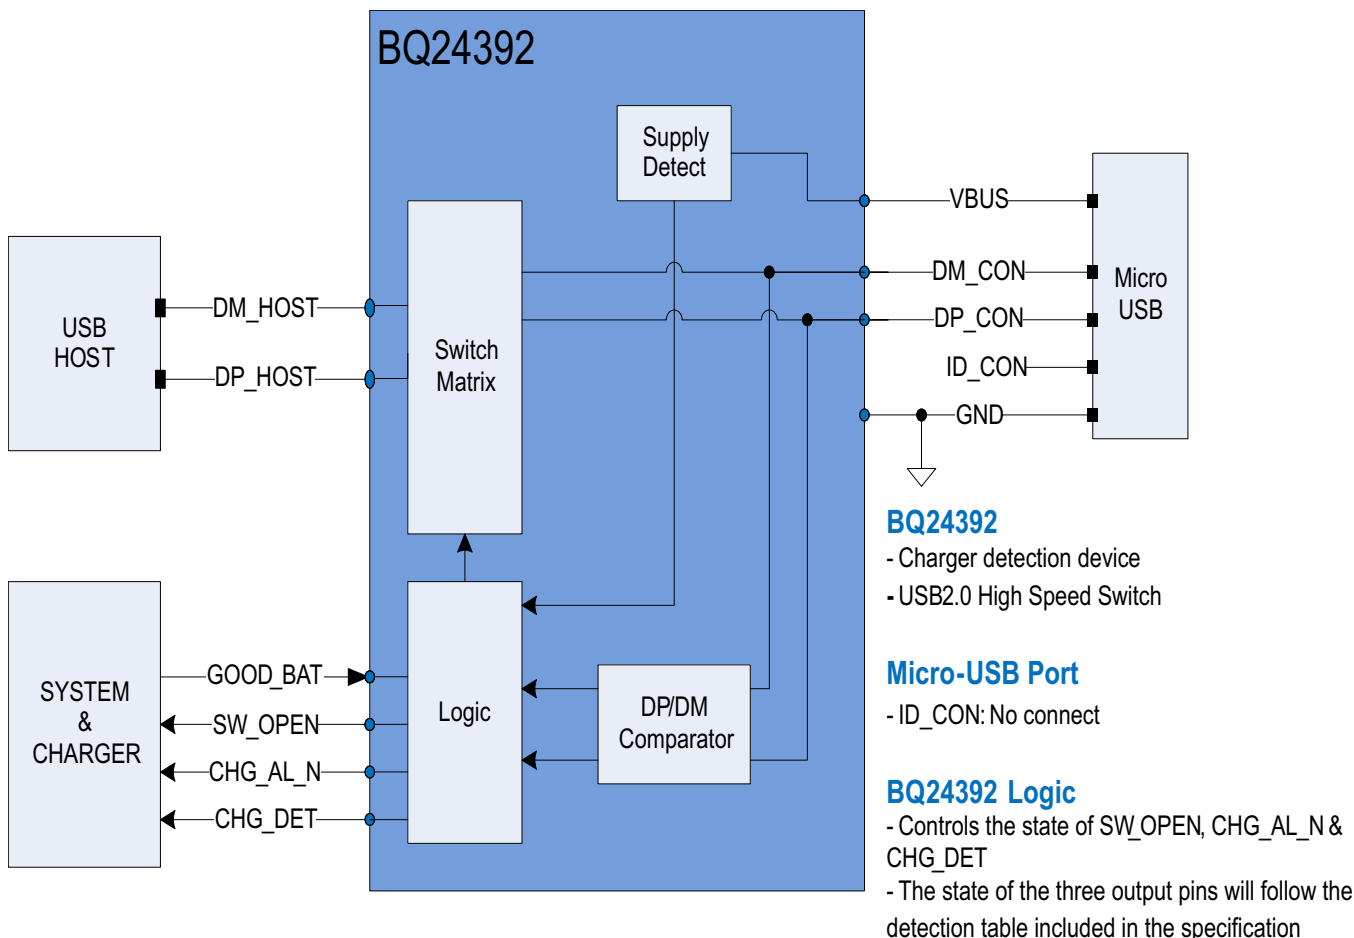 BQ24392
Supply
Detect
VBUS
DM_CON
DP_CON
ID_CON
GND
Micro
USB
USB
HOST
DM_HOST
DP_HOST
Switch
Matrix
SYSTEM
&
CHARGER
GOOD_BAT
SW_OPEN
CHG_AL_N
CHG_DET
Logic
DP/DM
Comparator
BQ24392
- Charger detection device
- USB2.0 High Speed Switch
Micro-USB Port
- ID_CON: No connect
BQ24392 Logic
- Controls the state of SW_OPEN, CHG_AL_N &
CHG_DET
- The state of the three output pins will follow the
detection table included in the specification